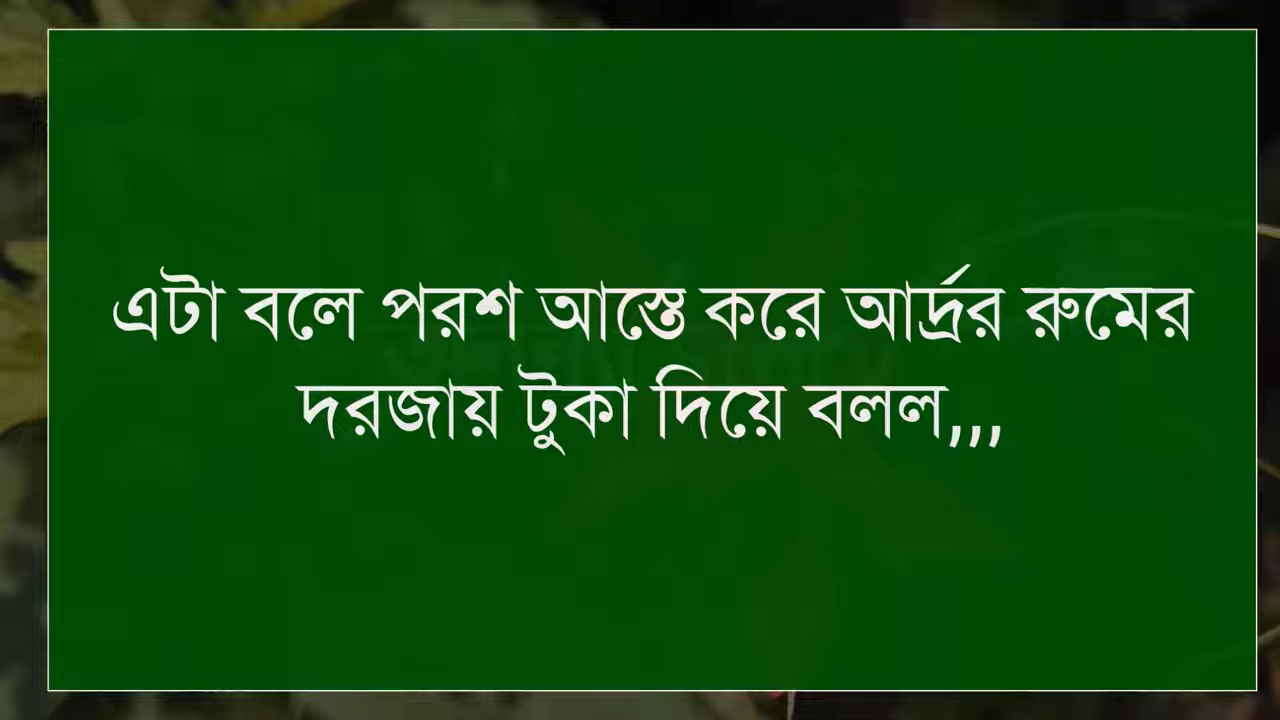 এটা বলে পরশ আস্তে করে আর্দ্রর রুমের
দরজায় টুকা দিয়ে বলল,,,